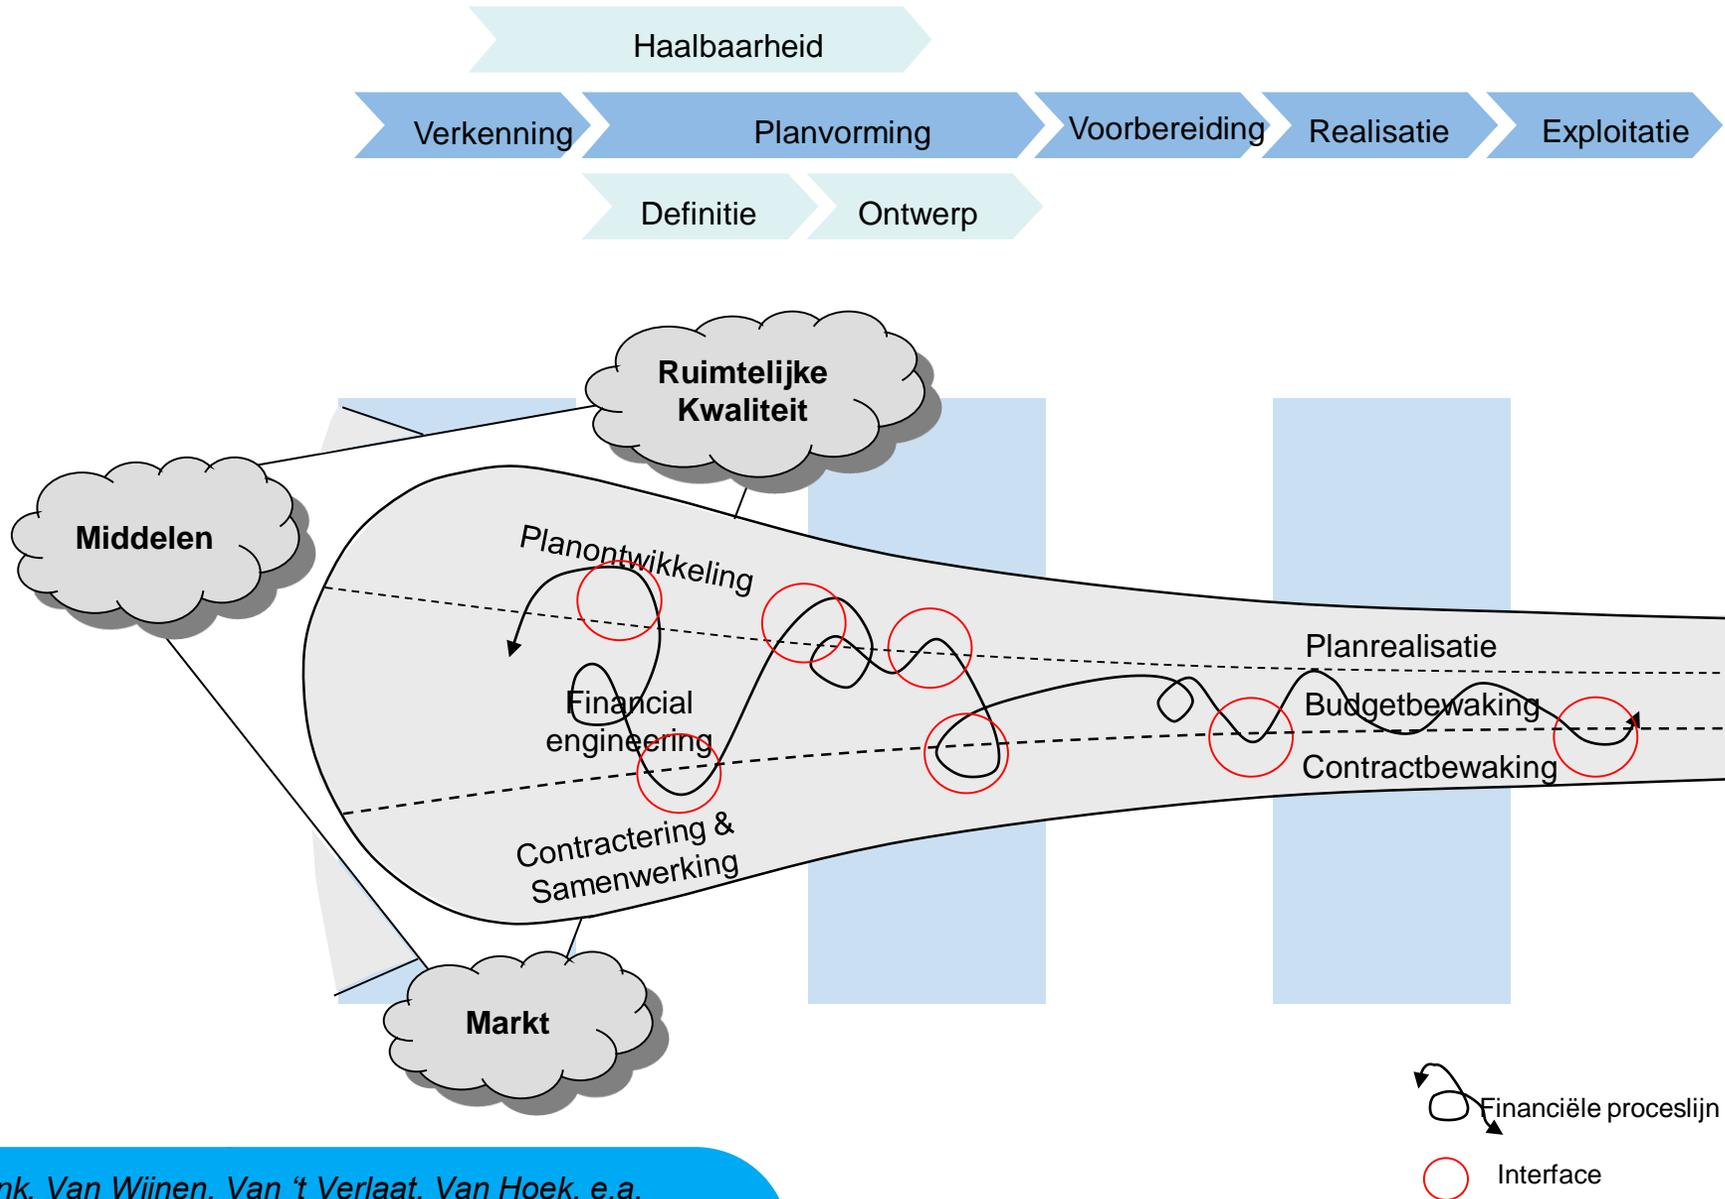 Haalbaarheid
Verkenning
Planvorming
Voorbereiding
Realisatie
Exploitatie
Definitie
Ontwerp
Ruimtelijke
Kwaliteit
Middelen
Planontwikkeling
Financial
engineering
Contractering &
Samenwerking
Planrealisatie
Budgetbewaking
Contractbewaking
Markt
Financiële proceslijn
Interface
Van Wijnen, Van ‘t Verlaat, Van Hoek, e.a.